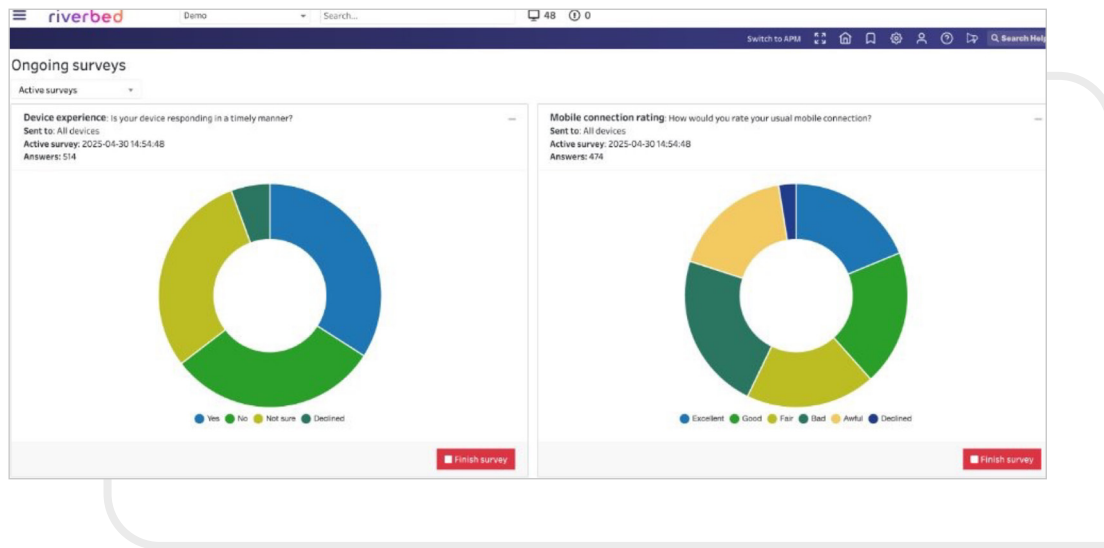 riverbed Demo Search... 48 0
Switch to APM Search Help
Ongoing surveys
Active surveys
Device experience: Is your device responding in a timely manner?
Sent to: All devices
Active survey: 2025-04-30 14:54:48
Answers: 514
Yes No Not sure Declined
Finish survey
Mobile connection rating: How would you rate your usual mobile connection?
Sent to: All devices
Active survey: 2025-04-30 14:54:48
Answers: 474
Excellent Good Fair Bad Awful Declined
Finish survey